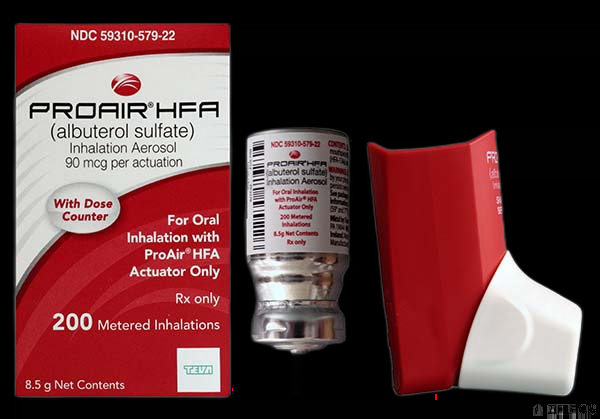 NDC 59310-579-22
PROAIR® HFA
(albuterol sulfate)
Inhalation Aerosol
90 mcg per actuation
With Dose
Counter
For Oral
Inhalation with
ProAir® HFA
Actuator Only
Rx only
200 Metered Inhalations
TEVA
8.5 g Net Contents
NDC 59310-579-22
PROAIR® HFA
(albuterol sulfate)
Inhalation Aerosol
For Oral Inhalation
with ProAir® HFA
Actuator Only
200 Metered
Inhalations
8.5g Net Contents
Rx only